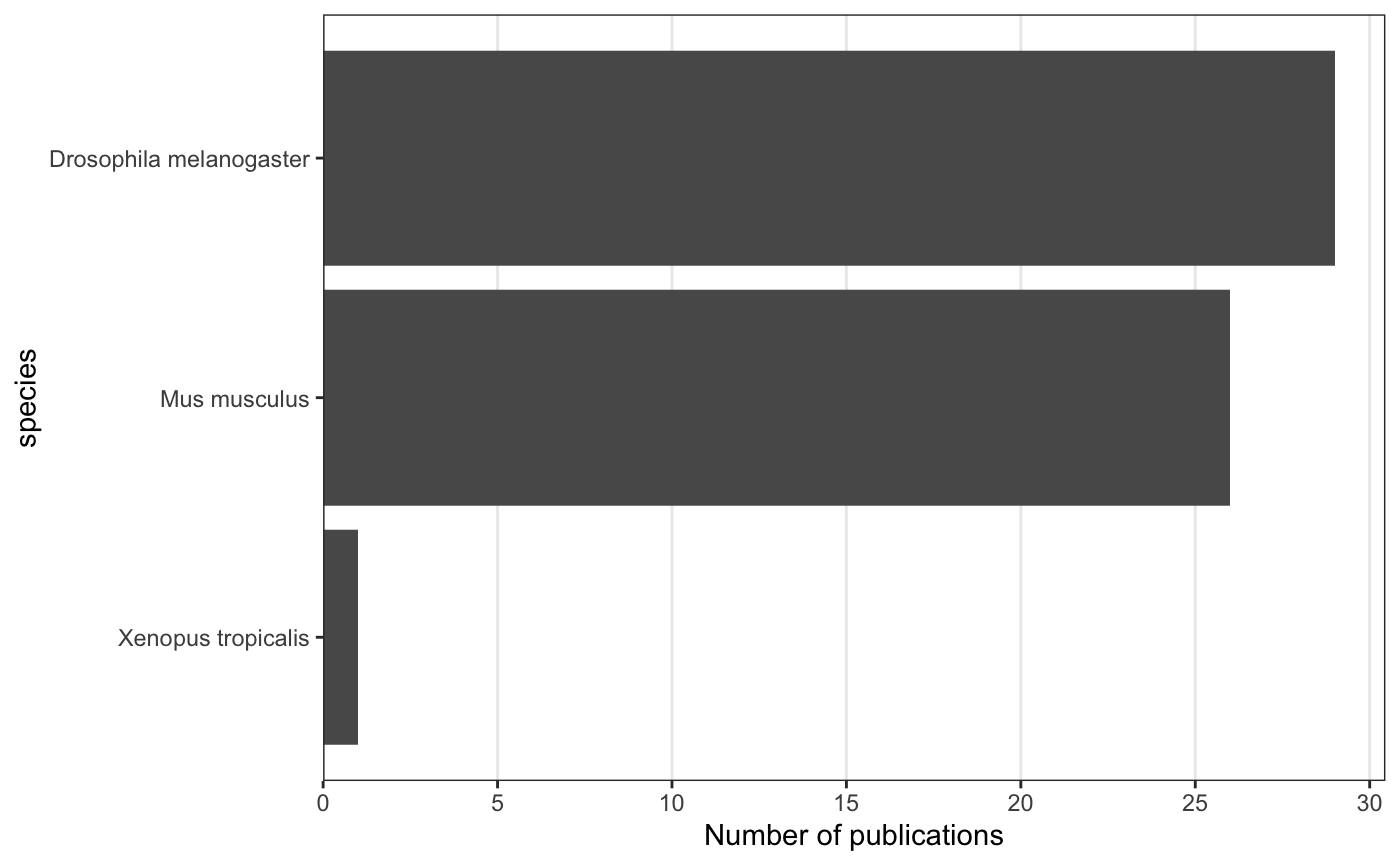 Drosophila melanogaster
Mus musculus
Xenopus tropicalis
species
0 5 10 15 20 25 30
Number of publications